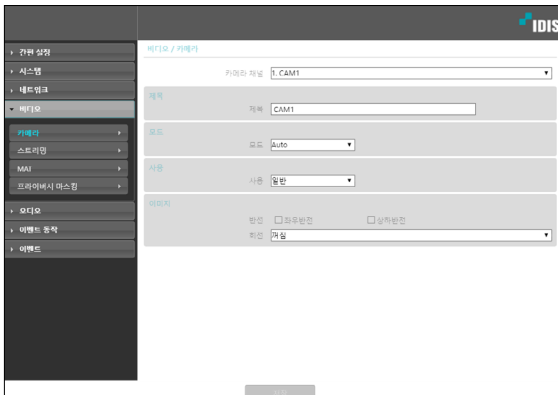 IDIS
간편 설정
시스템
네트워크
비디오
카메라
스트리밍
MAI
프라이버시 마스킹
오디오
이벤트 동작
이벤트
비디오 / 카메라
카메라 채널 1. CAM1
제목
제목 CAM1
모드
모드 Auto
사용
사용 일반
이미지
반전 좌우반전 상하반전
회전 꺼짐